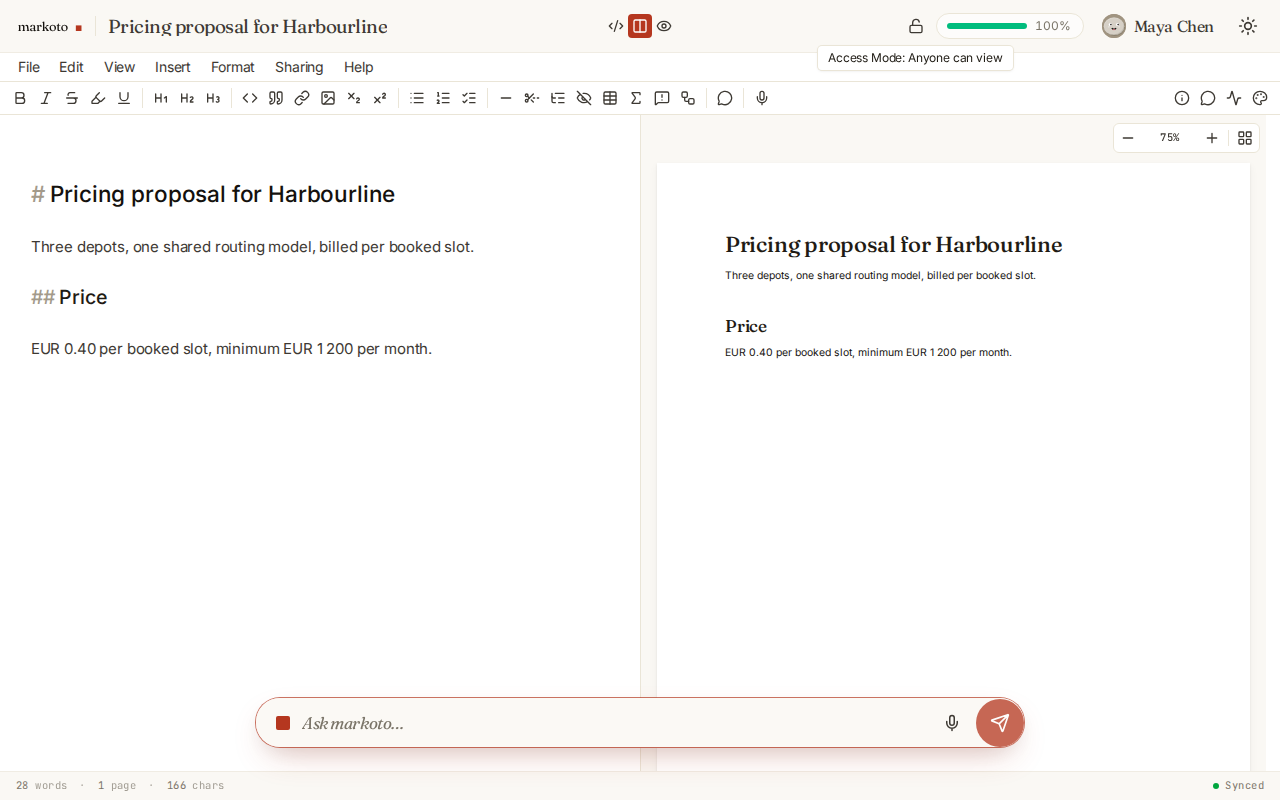 markoto
Pricing proposal for Harbourline
100%
Maya Chen
Access Mode: Anyone can view
File Edit View Insert Format Sharing Help
H1 H2 H3
75%
# Pricing proposal for Harbourline
Three depots, one shared routing model, billed per booked slot.
## Price
EUR 0.40 per booked slot, minimum EUR 1 200 per month.
Pricing proposal for Harbourline
Three depots, one shared routing model, billed per booked slot.
Price
EUR 0.40 per booked slot, minimum EUR 1 200 per month.
Ask markoto...
28 words · 1 page · 166 chars
Synced